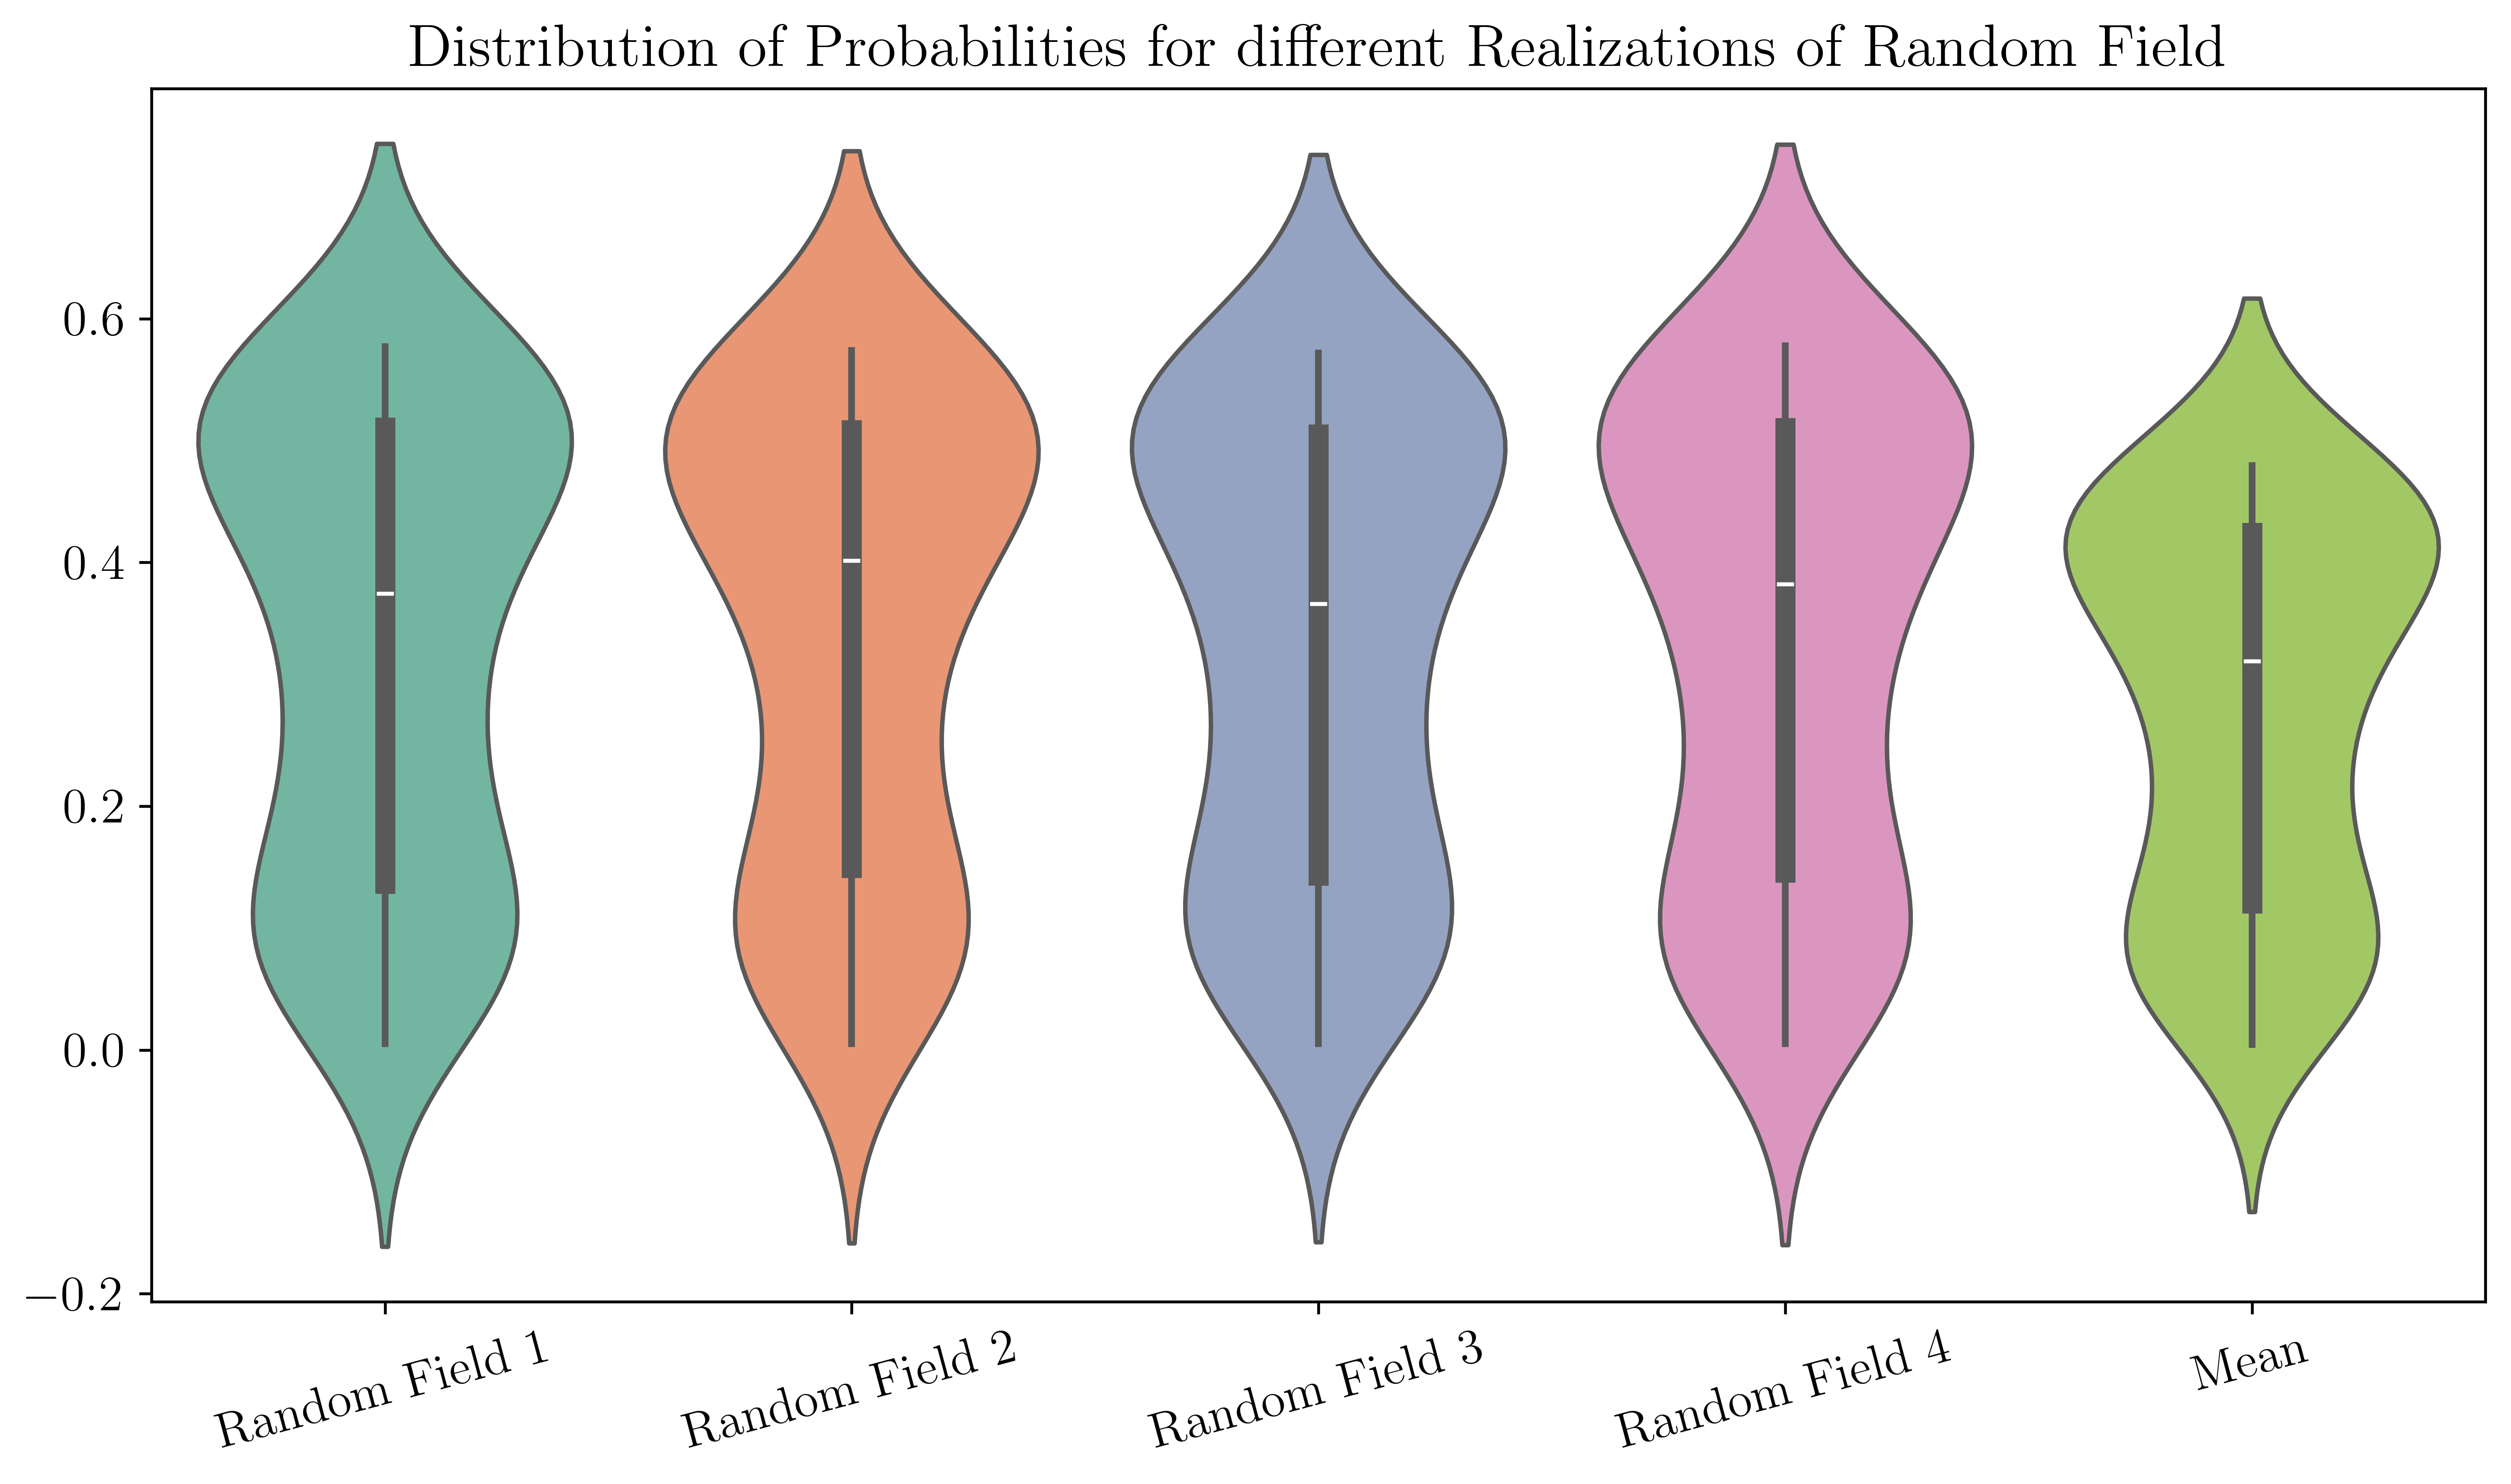 Distribution of Probabilities for different Realizations of Random Field
0.6
0.4
0.2
0.0
−0.2
Random Field 1
Random Field 2
Random Field 3
Random Field 4
Mean